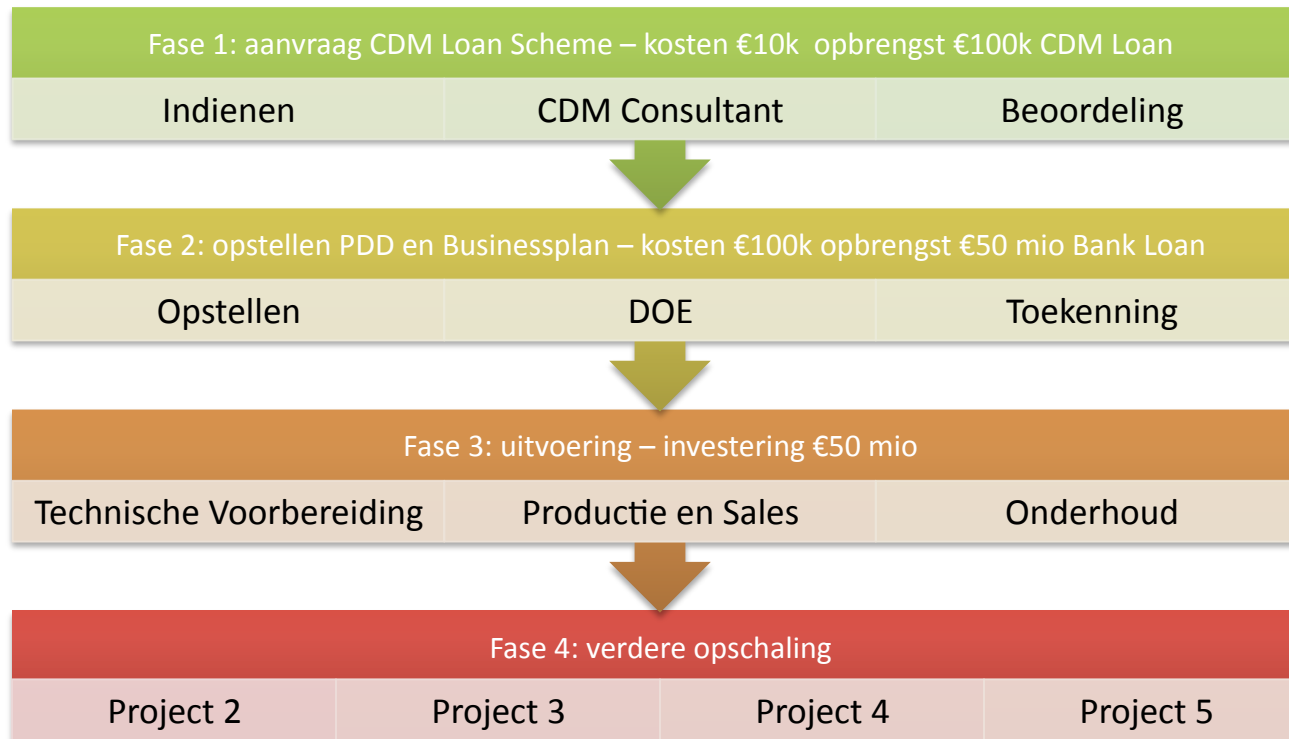 Fase 1: aanvraag CDM Loan Scheme – kosten €10k opbrengst €100k CDM Loan
Indienen CDM Consultant Beoordeling
Fase 2: opstellen PDD en Businessplan – kosten €100k opbrengst €50 mio Bank Loan
Opstellen DOE Toekenning
Fase 3: uitvoering – investering €50 mio
Technische Voorbereiding Productie en Sales Onderhoud
Fase 4: verdere opschaling
Project 2 Project 3 Project 4 Project 5